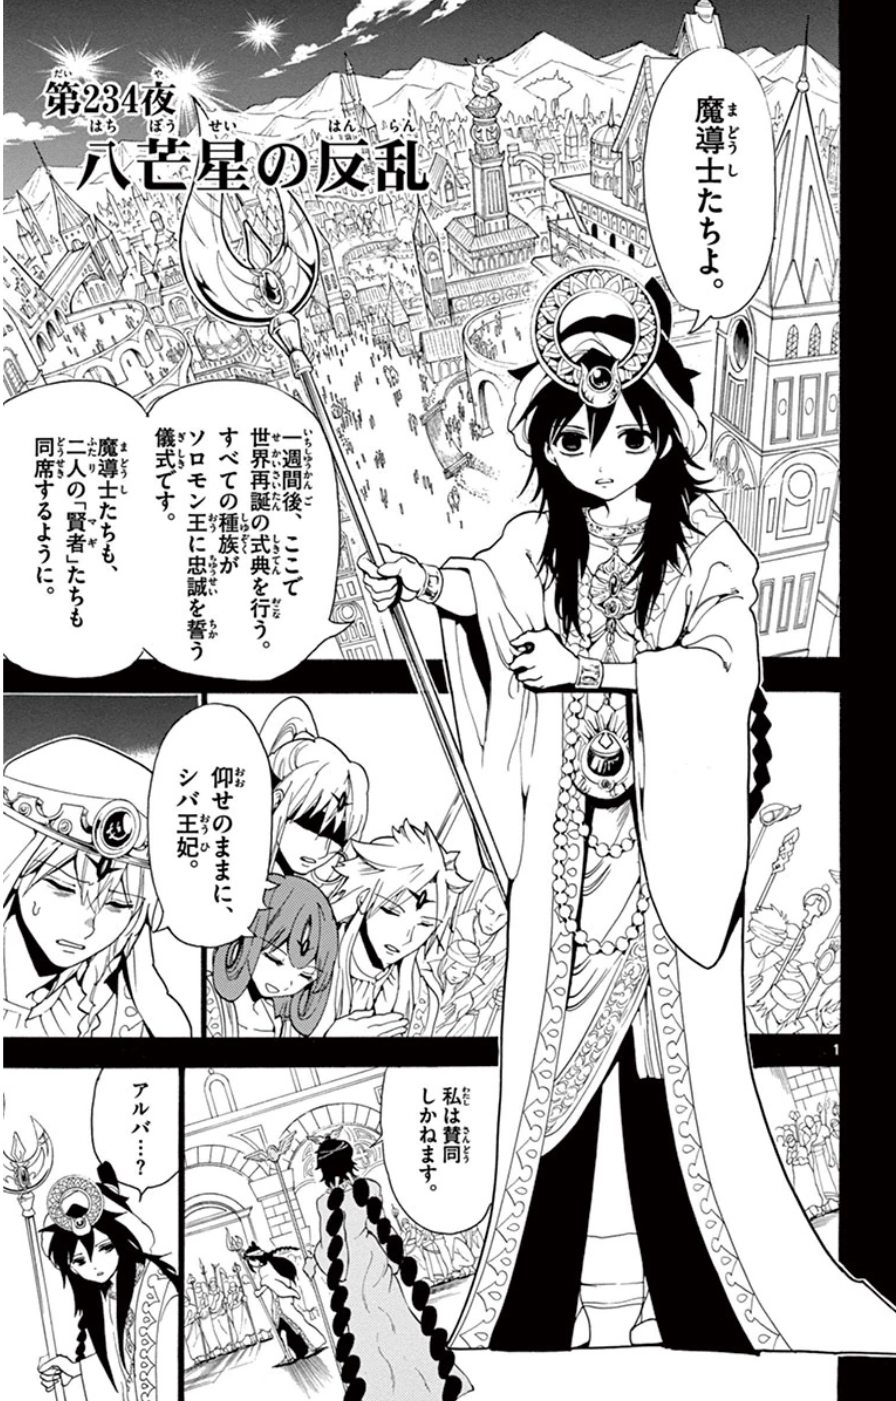 第234夜
八芒星の反乱
魔導士たちよ。
一週間後、ここで
世界再誕の式典を行う。
すべての種族が
ソロモン王に忠誠を誓う
儀式です。
魔導士たちも、
二人の「賢者」たちも
同席するように。
仰せのままに、
シバ王妃。
1
私は賛同
しかねます。
アルバ…?